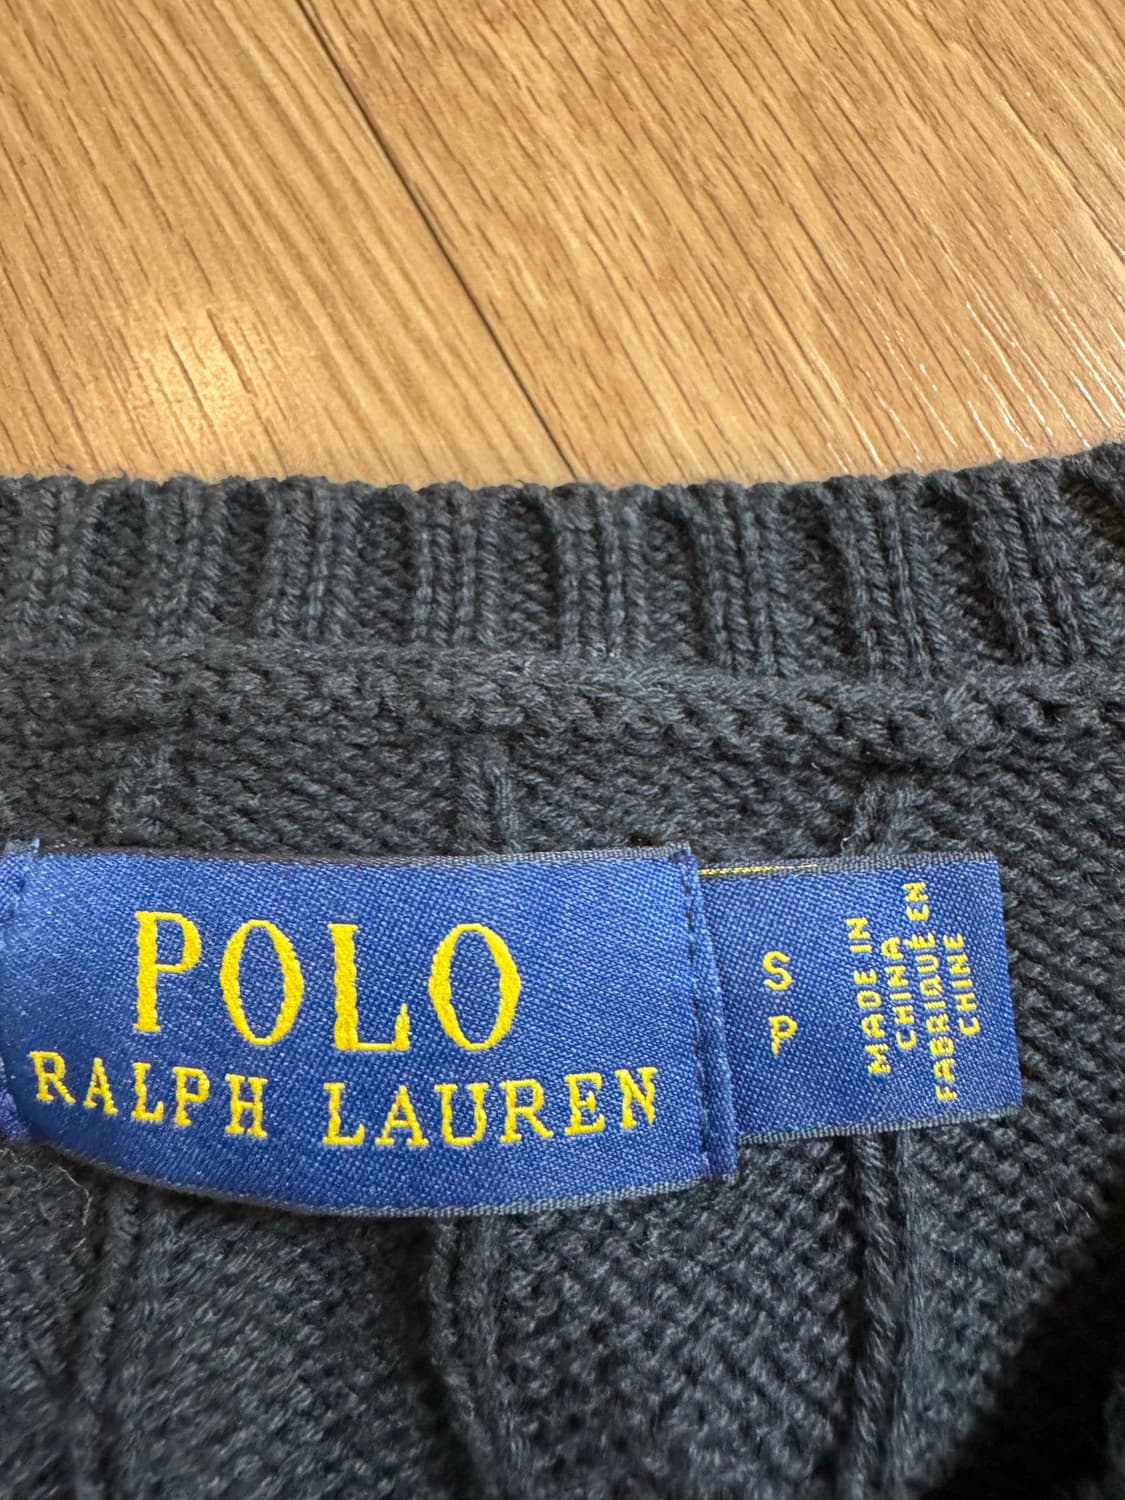 POLO
RALPH LAUREN
S
P
MADE IN
CHINA
FABRIQUÉ EN
CHINE